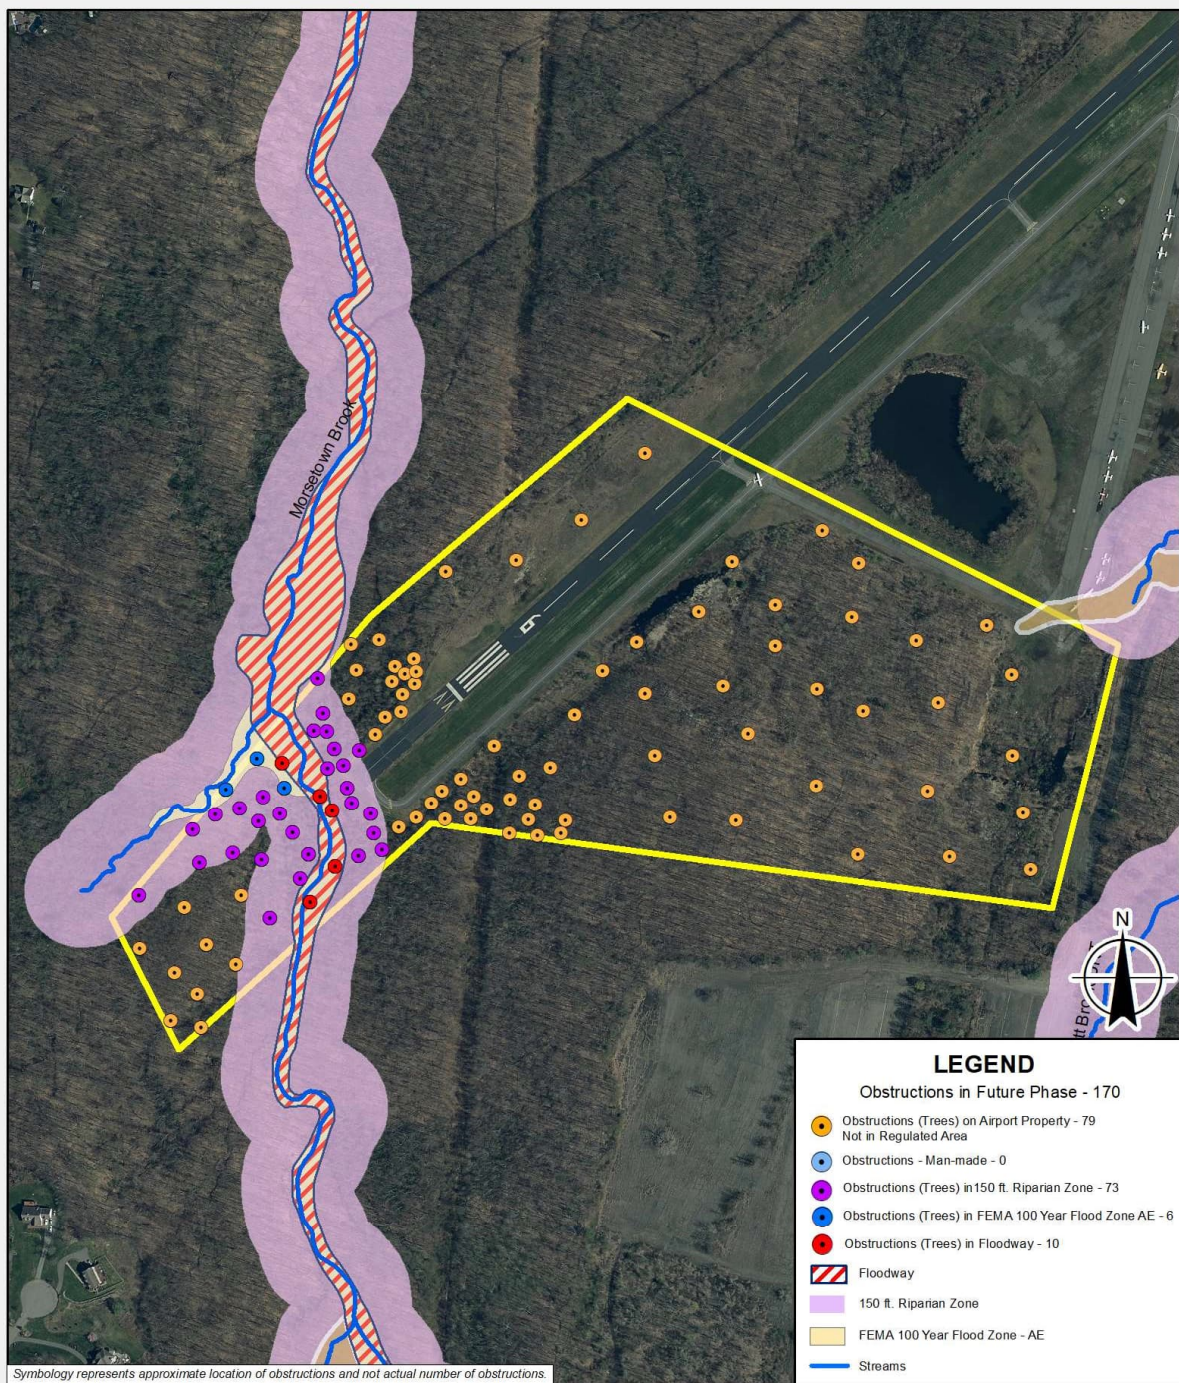 Morsetown Brook
6
N
LEGEND
Obstructions in Future Phase - 170
Obstructions (Trees) on Airport Property - 79
Not in Regulated Area
Obstructions - Man-made - 0
Obstructions (Trees) in150 ft. Riparian Zone - 73
Obstructions (Trees) in FEMA 100 Year Flood Zone AE - 6
Obstructions (Trees) in Floodway - 10
Floodway
150 ft. Riparian Zone
FEMA 100 Year Flood Zone - AE
Streams
Symbology represents approximate location of obstructions and not actual number of obstructions.